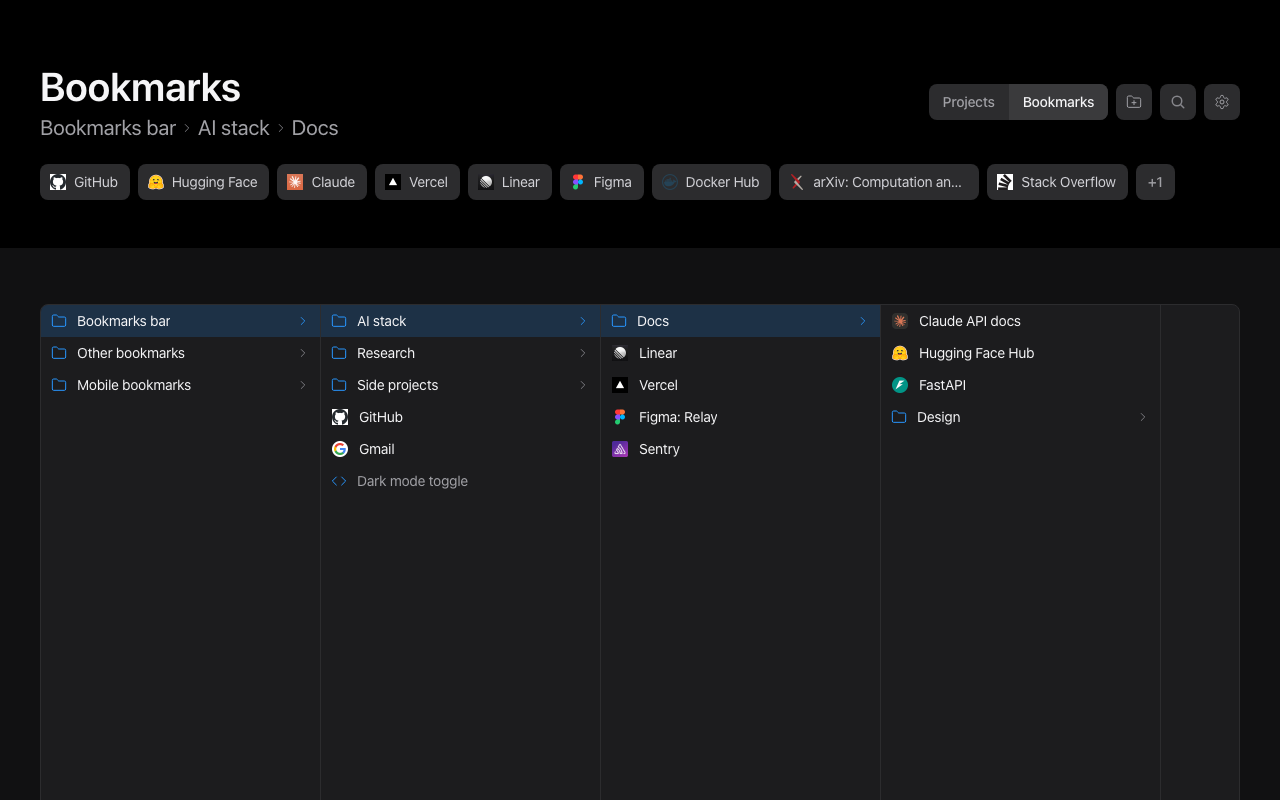 Bookmarks
Bookmarks bar › AI stack › Docs
Projects
Bookmarks
GitHub
Hugging Face
Claude
Vercel
Linear
Figma
Docker Hub
arXiv: Computation an...
Stack Overflow
+1
Bookmarks bar
Other bookmarks
Mobile bookmarks
AI stack
Research
Side projects
GitHub
Gmail
Dark mode toggle
Docs
Linear
Vercel
Figma: Relay
Sentry
Claude API docs
Hugging Face Hub
FastAPI
Design